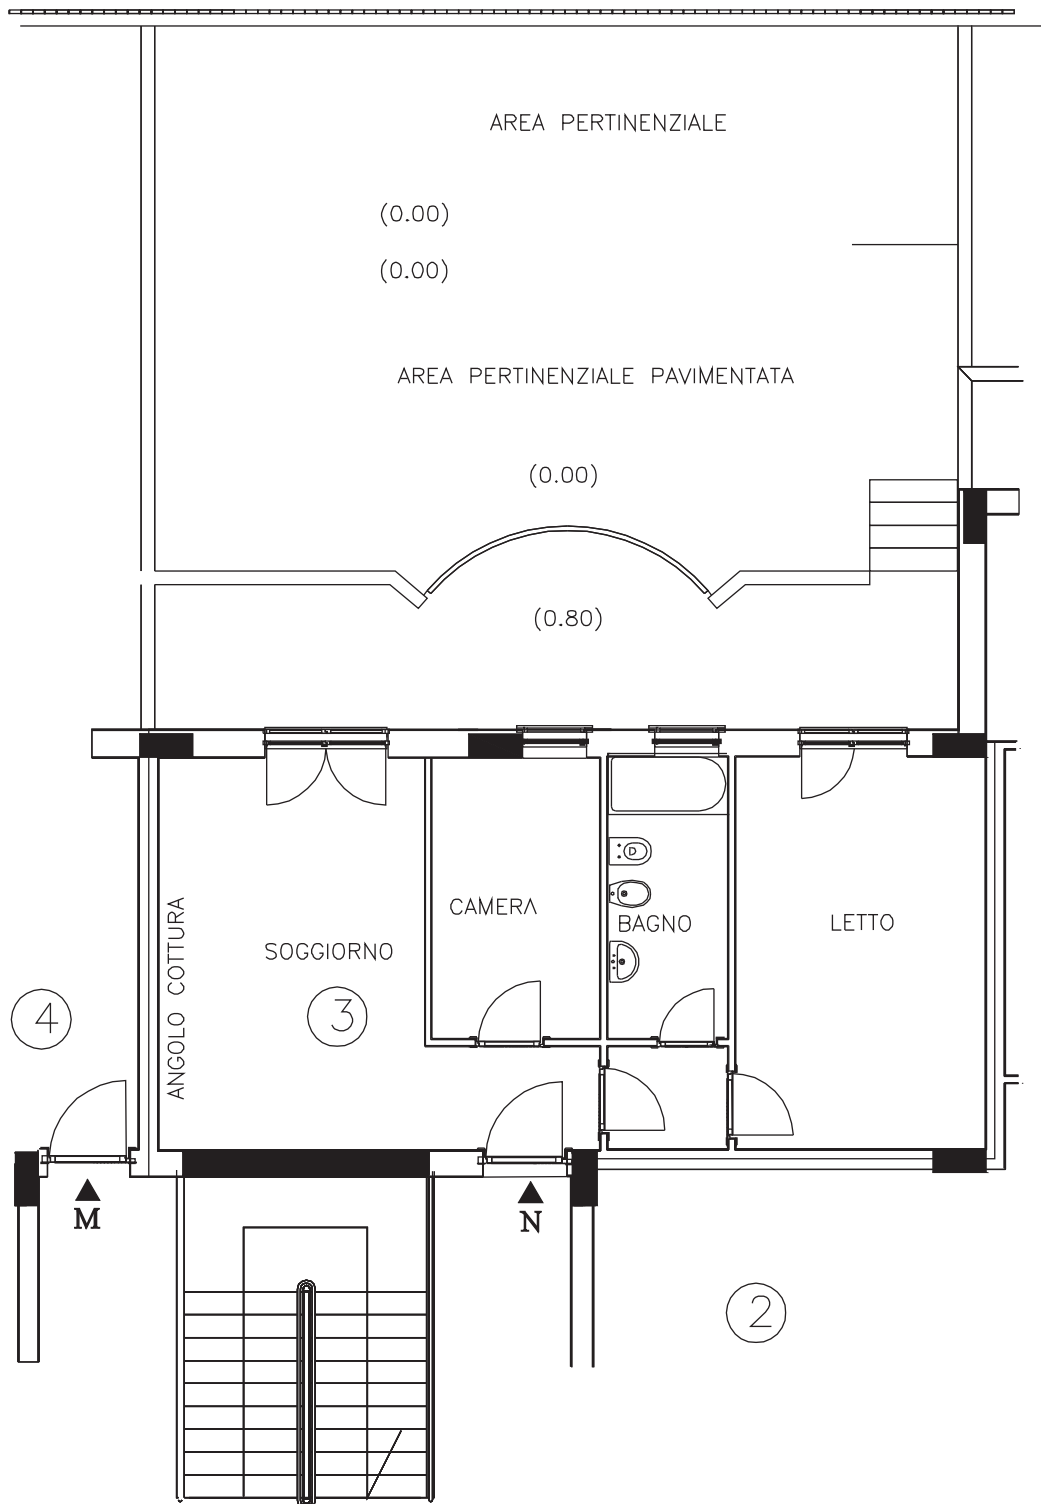 AREA PERTINENZIALE
(0.00)
(0.00)
AREA PERTINENZIALE PAVIMENTATA
(0.00)
(0.80)
CAMERA
BAGNO
LETTO
SOGGIORNO
ANGOLO COTTURA
4
3
M
N
2